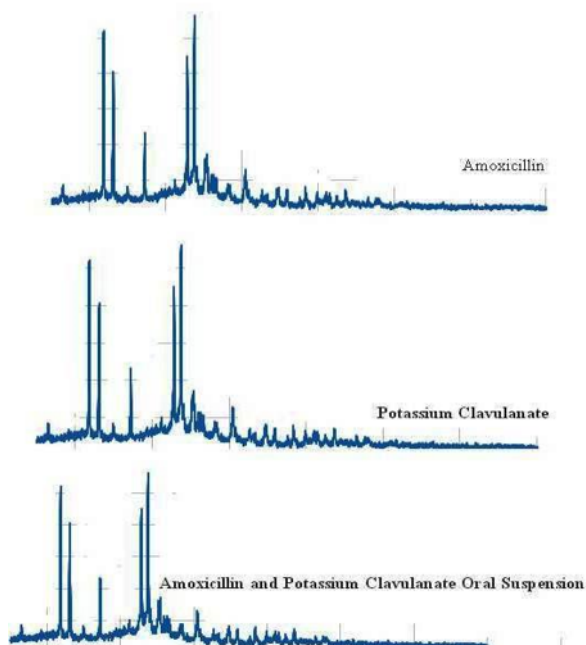 Amoxicillin
Potassium Clavulanate
Amoxicillin and Potassium Clavulanate Oral Suspension